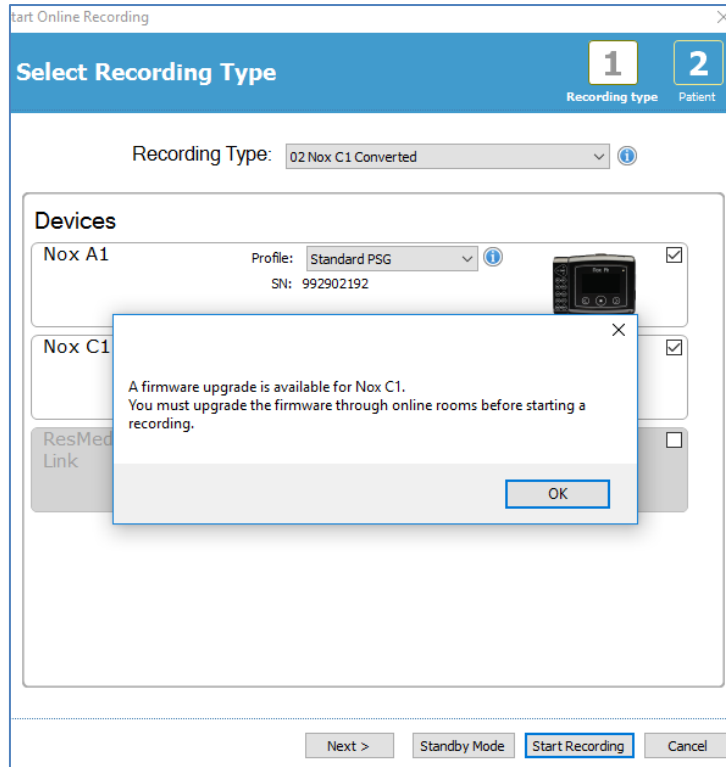 tart Online Recording
Select Recording Type
1
Recording type
2
Patient
Recording Type: 02 Nox C1 Converted
Devices
Nox A1
Profile: Standard PSG
SN: 992902192
Nox C1
A firmware upgrade is available for Nox C1.
You must upgrade the firmware through online rooms before starting a
recording.
OK
ResMed
Link
Next >
Standby Mode
Start Recording
Cancel